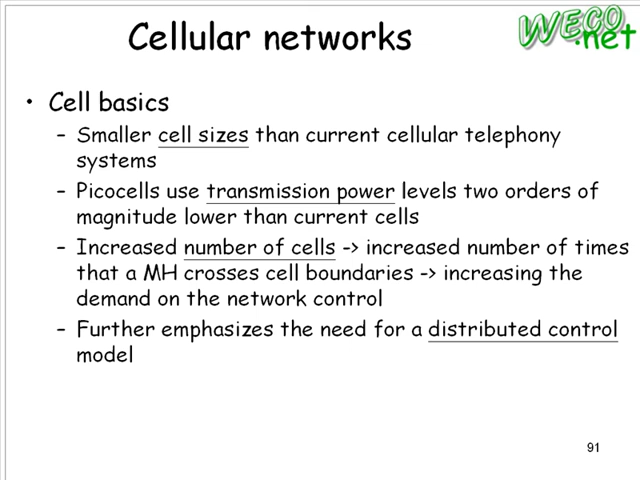 Cellular networks
WECO
.net
• Cell basics
– Smaller cell sizes than current cellular telephony
systems
– Picocells use transmission power levels two orders of
magnitude lower than current cells
– Increased number of cells -> increased number of times
that a MH crosses cell boundaries -> increasing the
demand on the network control
– Further emphasizes the need for a distributed control
model
91